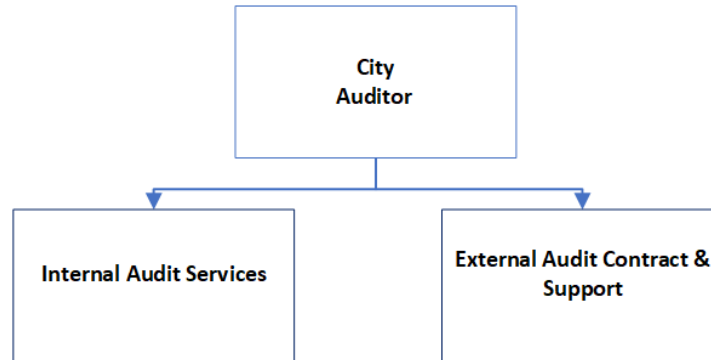 City
Auditor
Internal Audit Services
External Audit Contract &
Support